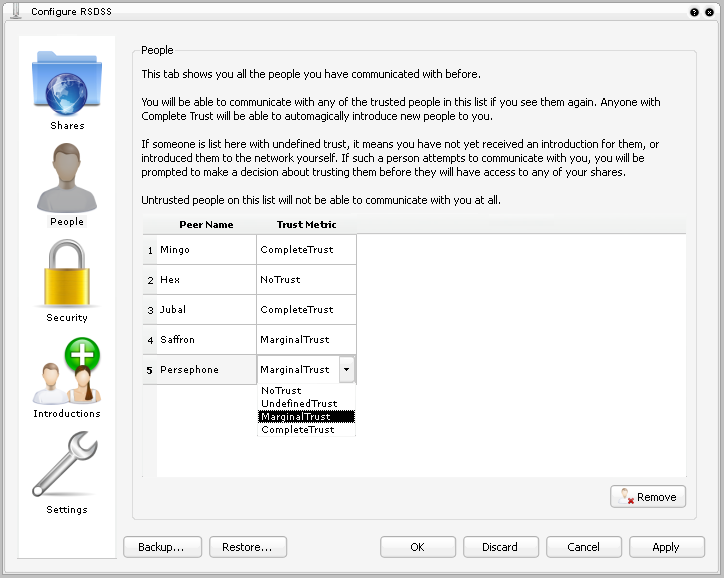 Configure RSDSS
Shares
People
Security
Introductions
Settings
People
This tab shows you all the people you have communicated with before.
You will be able to communicate with any of the trusted people in this list if you see them again. Anyone with
Complete Trust will be able to automagically introduce new people to you.
If someone is list here with undefined trust, it means you have not yet received an introduction for them, or
introduced them to the network yourself. If such a person attempts to communicate with you, you will be
prompted to make a decision about trusting them before they will have access to any of your shares.
Untrusted people on this list will not be able to communicate with you at all.
Peer Name Trust Metric
1 Mingo CompleteTrust
2 Hex NoTrust
3 Jubal CompleteTrust
4 Saffron MarginalTrust
5 Persephone MarginalTrust
NoTrust
UndefinedTrust
MarginalTrust
CompleteTrust
Remove
Backup... Restore... OK Discard Cancel Apply